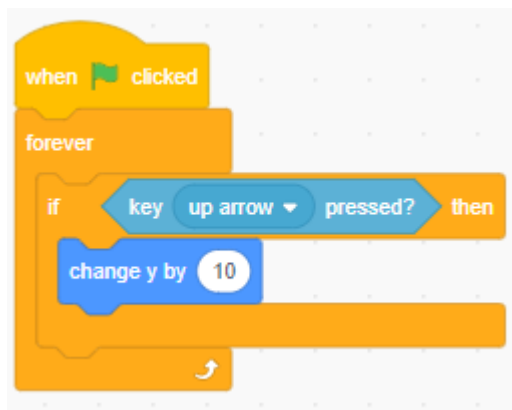 when clicked
forever
if key up arrow pressed? then
change y by 10